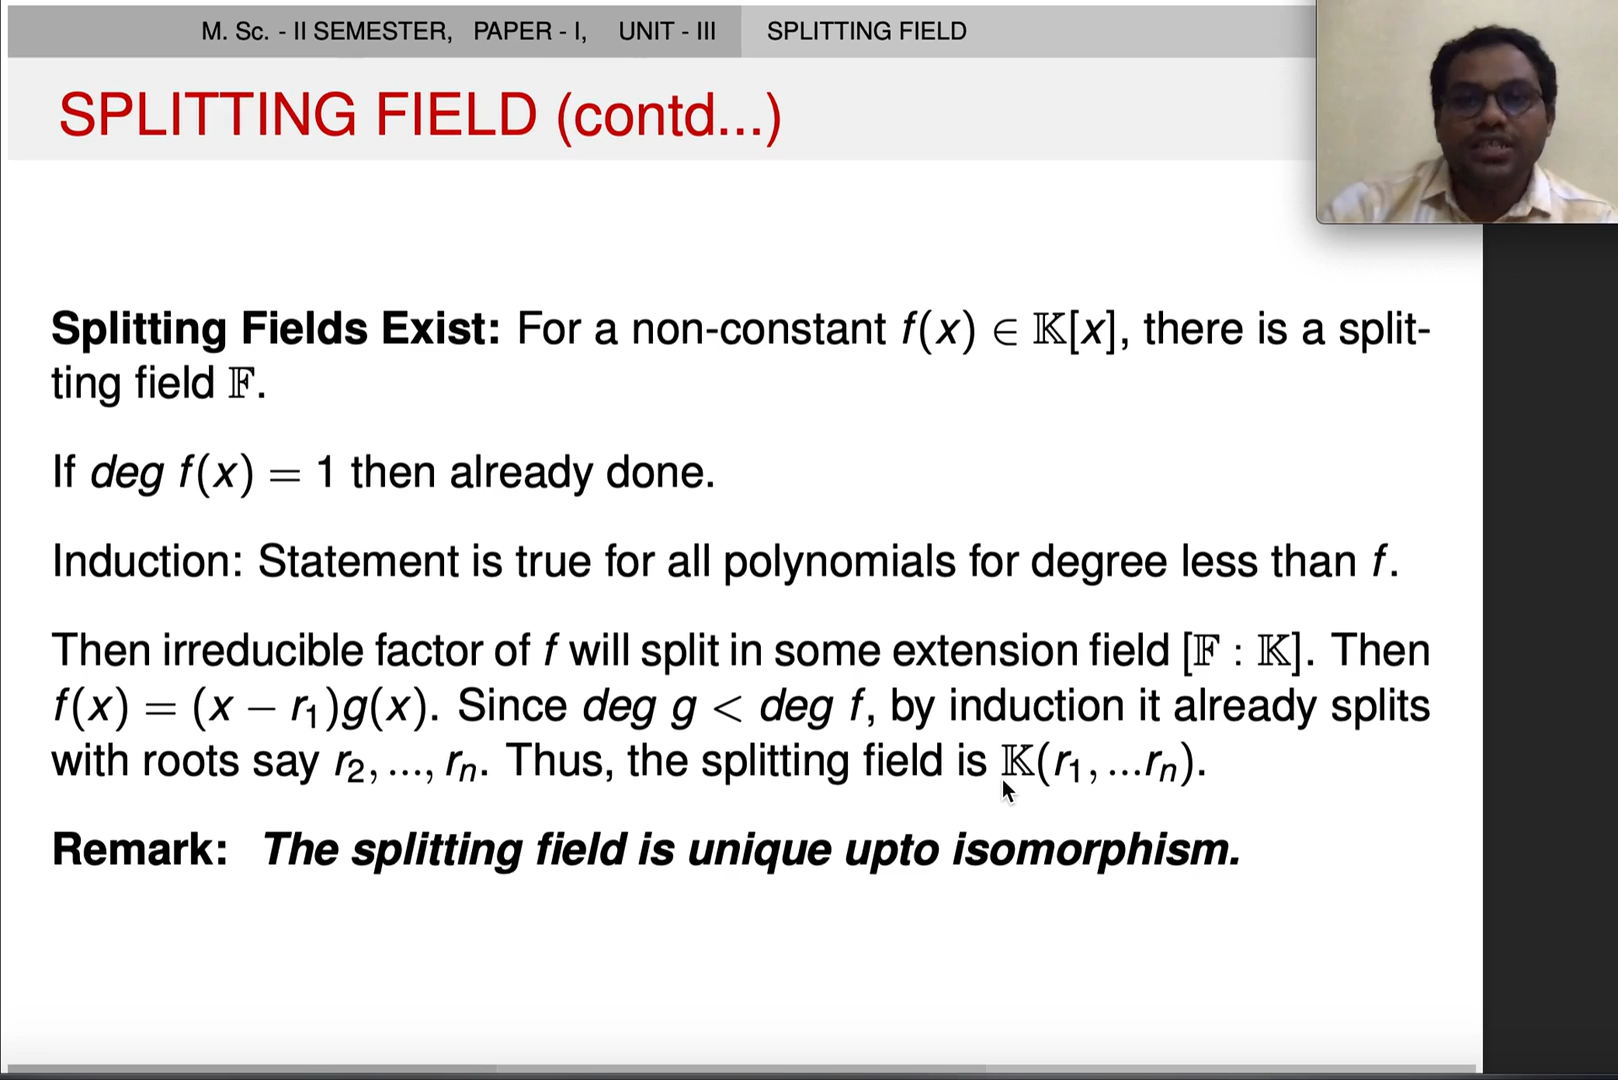 M. Sc. - II SEMESTER, PAPER - I, UNIT - III SPLITTING FIELD
SPLITTING FIELD (contd...)
Splitting Fields Exist: For a non-constant f(x) ∈ 𝕂[x], there is a split-
ting field 𝔽.
If deg f(x) = 1 then already done.
Induction: Statement is true for all polynomials for degree less than f.
Then irreducible factor of f will split in some extension field [𝔽 : 𝕂]. Then
f(x) = (x − r₁)g(x). Since deg g < deg f, by induction it already splits
with roots say r₂, ..., rₙ. Thus, the splitting field is 𝕂(r₁, ...rₙ).
Remark: The splitting field is unique upto isomorphism.